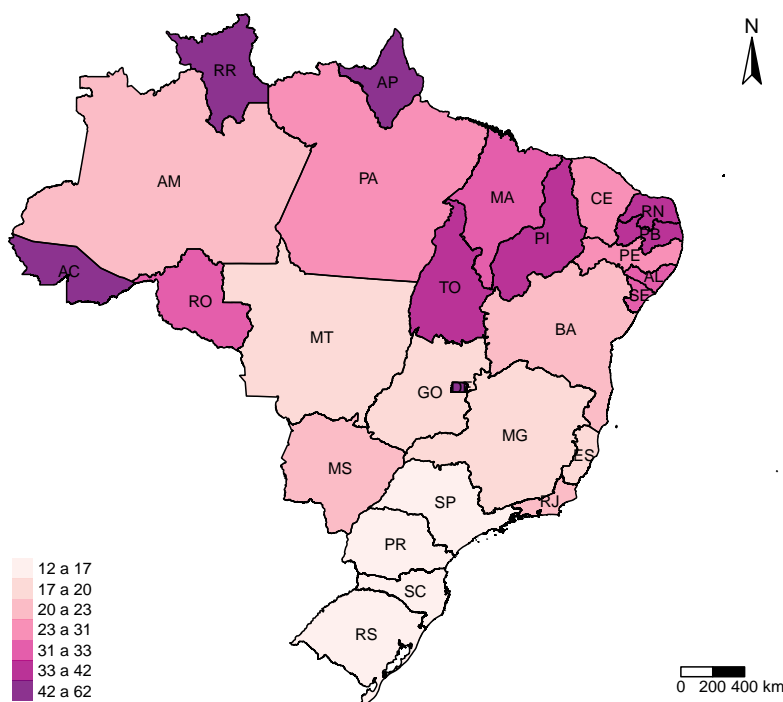 N
RR
AP
AM
PA
MA
CE
RN
PI
PB
PE
AC
TO
AL
RO
SE
BA
MT
GO
DF
MG
ES
MS
SP
RJ
PR
SC
RS
12 a 17
17 a 20
20 a 23
23 a 31
31 a 33
33 a 42
42 a 62
0 200 400 km